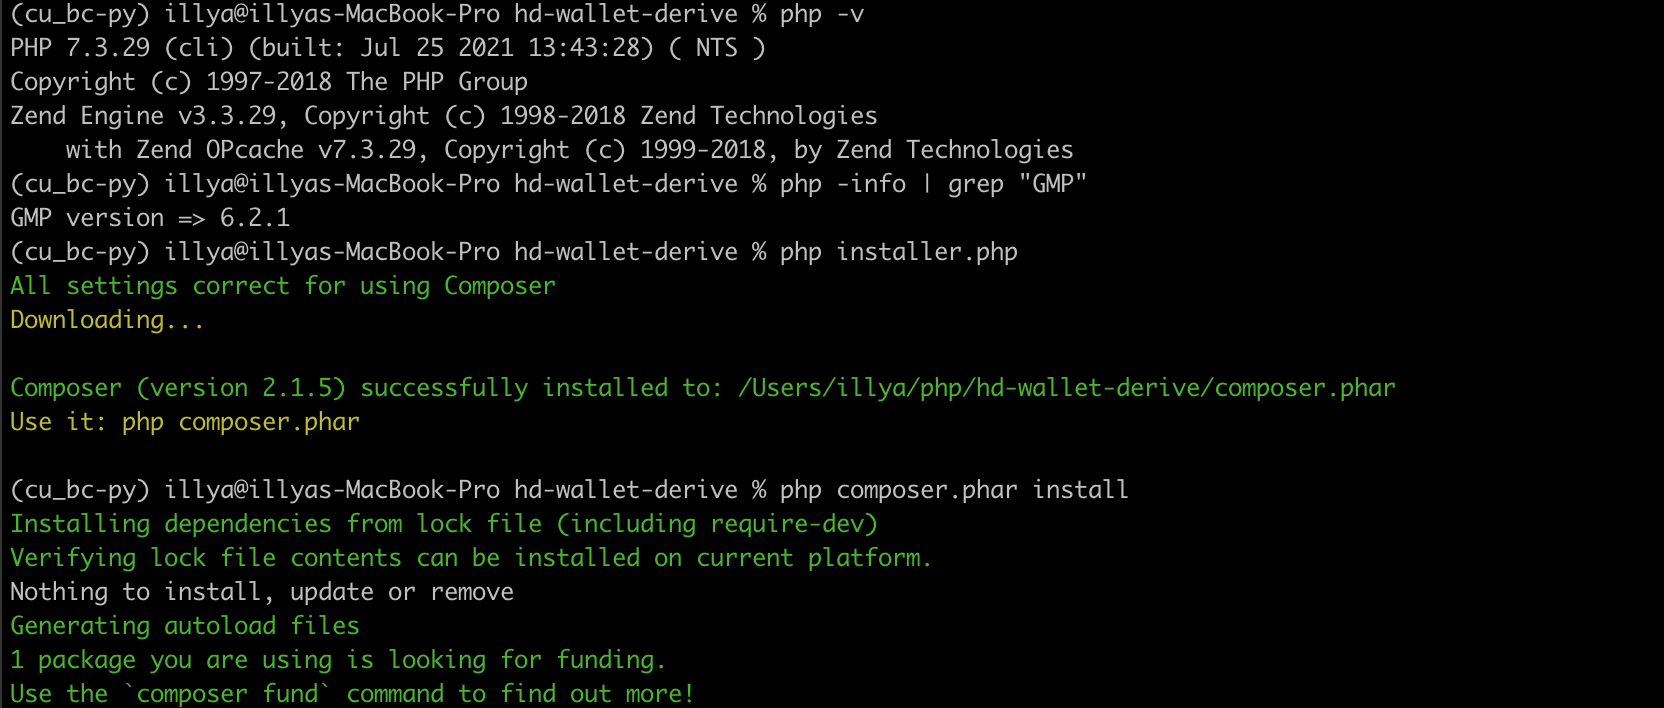 (cu_bc-py) illya@illyas-MacBook-Pro hd-wallet-derive % php -v
PHP 7.3.29 (cli) (built: Jul 25 2021 13:43:28) ( NTS )
Copyright (c) 1997-2018 The PHP Group
Zend Engine v3.3.29, Copyright (c) 1998-2018 Zend Technologies
    with Zend OPcache v7.3.29, Copyright (c) 1999-2018, by Zend Technologies
(cu_bc-py) illya@illyas-MacBook-Pro hd-wallet-derive % php -info | grep "GMP"
GMP version => 6.2.1
(cu_bc-py) illya@illyas-MacBook-Pro hd-wallet-derive % php installer.php
All settings correct for using Composer
Downloading...

Composer (version 2.1.5) successfully installed to: /Users/illya/php/hd-wallet-derive/composer.phar
Use it: php composer.phar

(cu_bc-py) illya@illyas-MacBook-Pro hd-wallet-derive % php composer.phar install
Installing dependencies from lock file (including require-dev)
Verifying lock file contents can be installed on current platform.
Nothing to install, update or remove
Generating autoload files
1 package you are using is looking for funding.
Use the `composer fund` command to find out more!